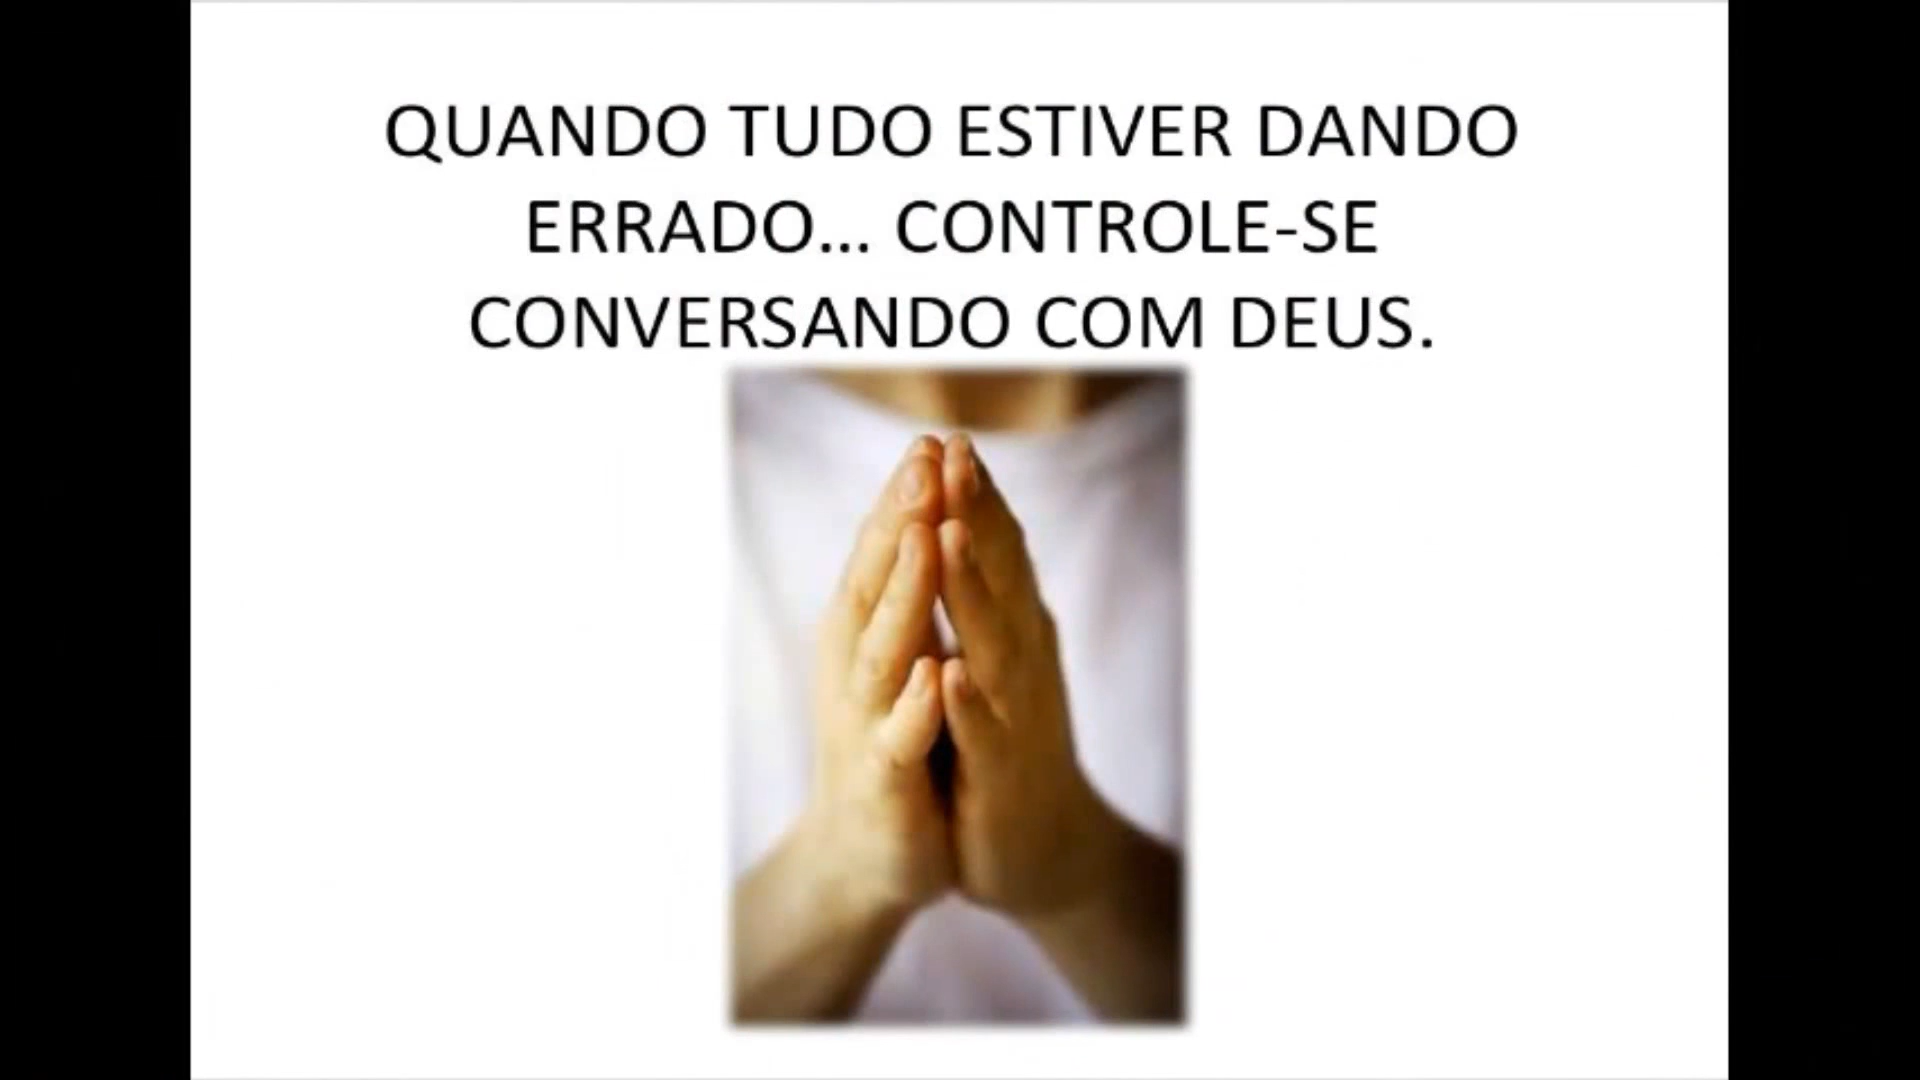 QUANDO TUDO ESTIVER DANDO
ERRADO... CONTROLE-SE
CONVERSANDO COM DEUS.